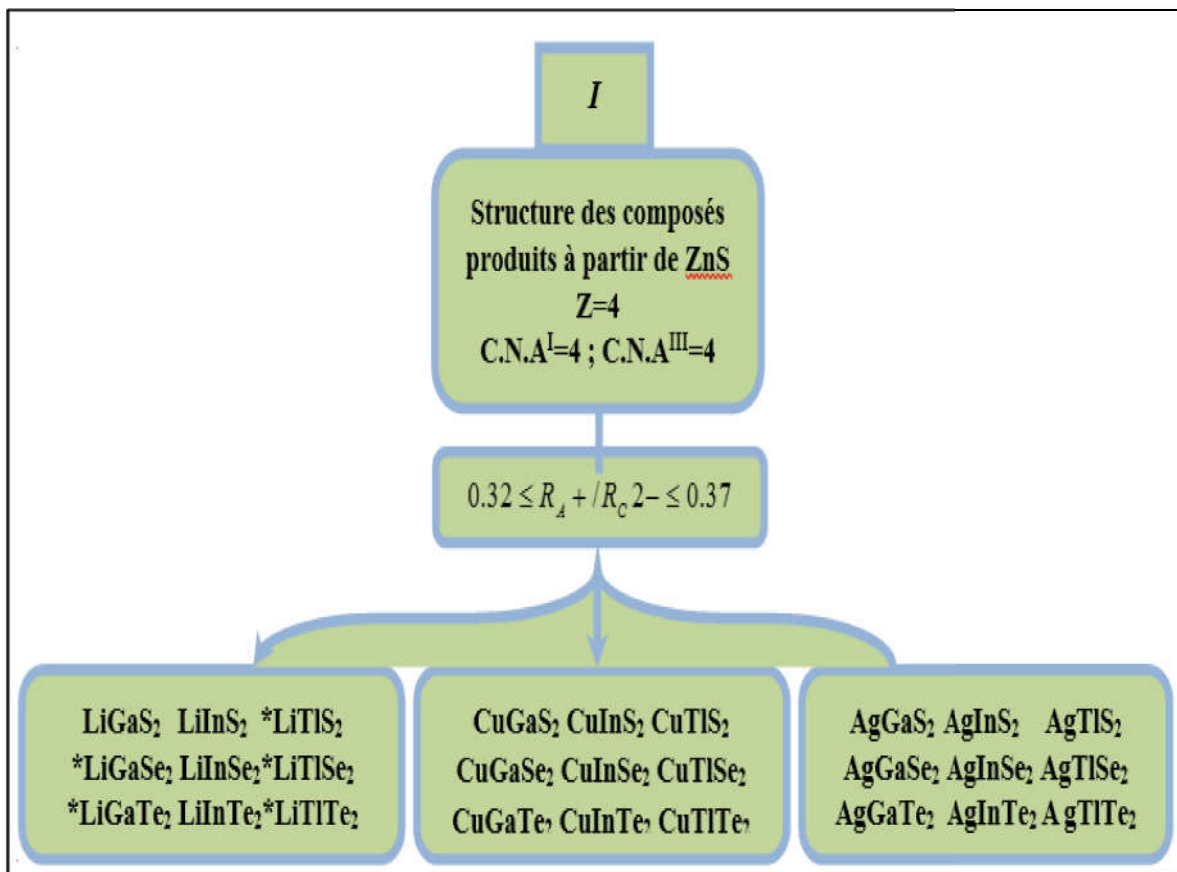 I
Structure des composés
produits à partir de ZnS
Z=4
C.N.Aᴵ=4 ; C.N.Aᴵᴵᴵ=4
0.32 ≤ R_A + /R_C 2− ≤ 0.37
LiGaS₂ LiInS₂ *LiTlS₂
*LiGaSe₂ LiInSe₂*LiTlSe₂
*LiGaTe₂ LiInTe₂*LiTlTe₂
CuGaS₂ CuInS₂ CuTlS₂
CuGaSe₂ CuInSe₂ CuTlSe₂
CuGaTe₂ CuInTe₂ CuTlTe₂
AgGaS₂ AgInS₂ AgTlS₂
AgGaSe₂ AgInSe₂ AgTlSe₂
AgGaTe₂ AgInTe₂ A gTlTe₂